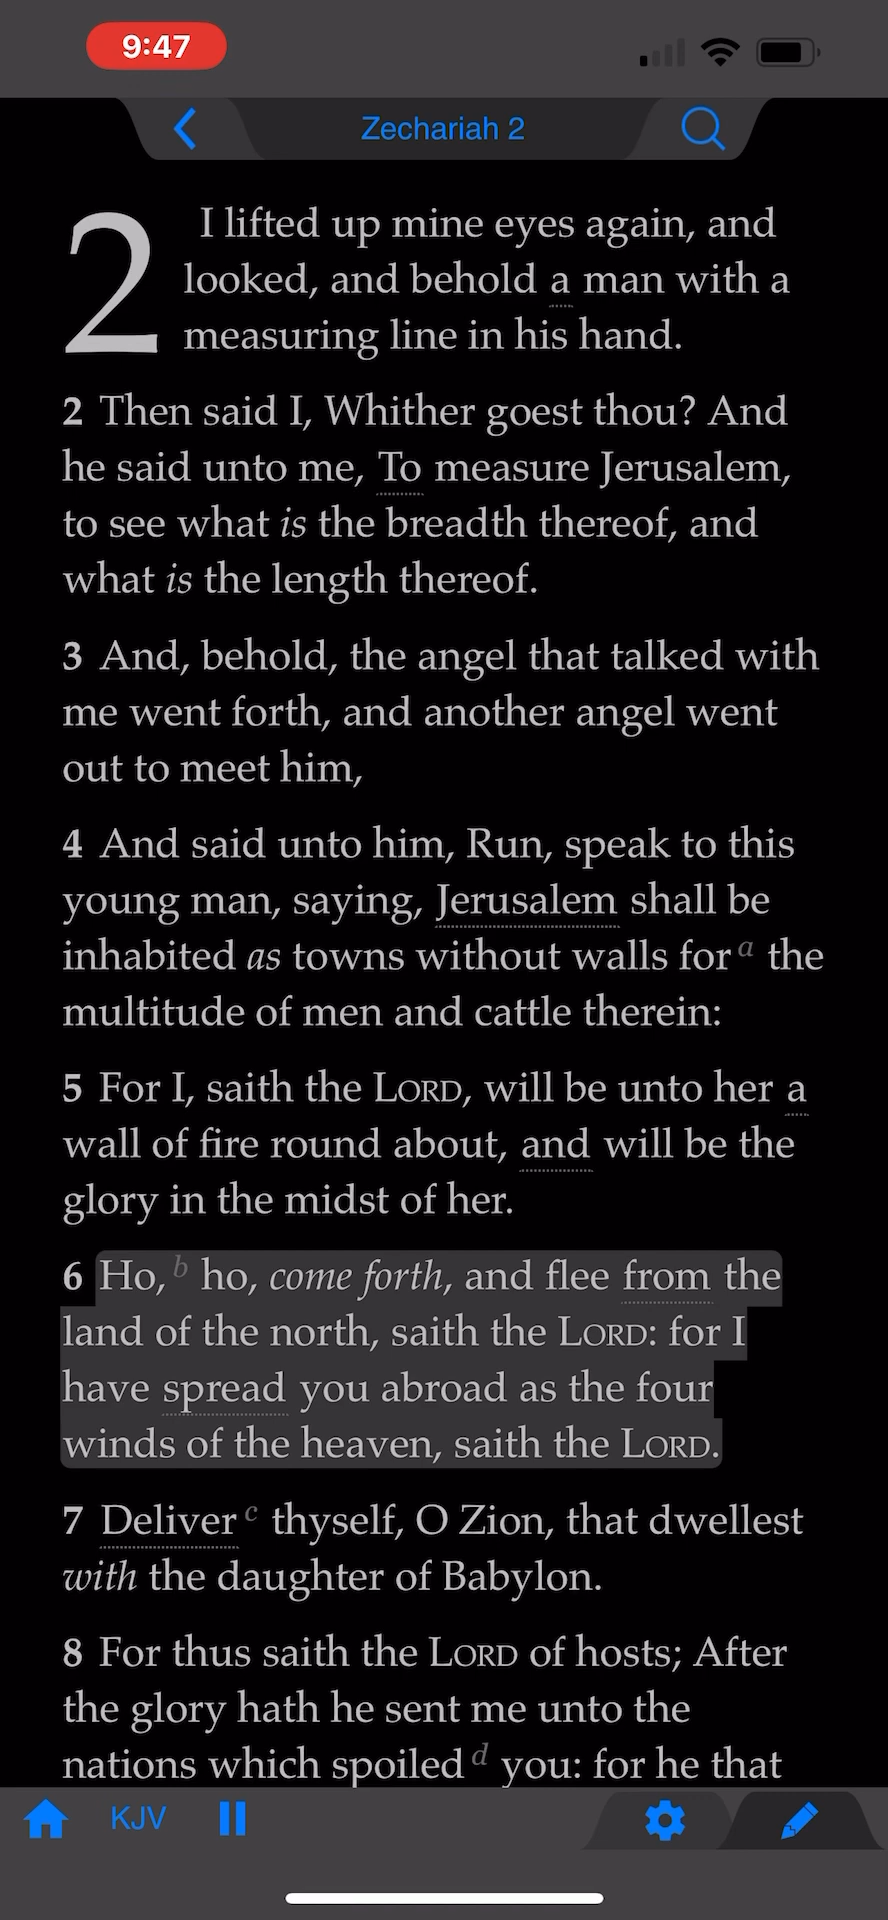 9:47
Zechariah 2
2 I lifted up mine eyes again, and
looked, and behold a man with a
measuring line in his hand.
2 Then said I, Whither goest thou? And
he said unto me, To measure Jerusalem,
to see what is the breadth thereof, and
what is the length thereof.
3 And, behold, the angel that talked with
me went forth, and another angel went
out to meet him,
4 And said unto him, Run, speak to this
young man, saying, Jerusalem shall be
inhabited as towns without walls for a the
multitude of men and cattle therein:
5 For I, saith the LORD, will be unto her a
wall of fire round about, and will be the
glory in the midst of her.
6 Ho, b ho, come forth, and flee from the
land of the north, saith the LORD: for I
have spread you abroad as the four
winds of the heaven, saith the LORD.
7 Deliver c thyself, O Zion, that dwellest
with the daughter of Babylon.
8 For thus saith the LORD of hosts; After
the glory hath he sent me unto the
nations which spoiled d you: for he that
KJV